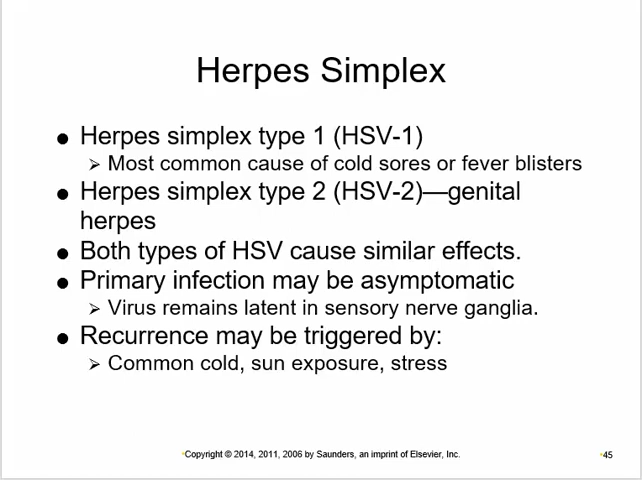 Herpes Simplex
● Herpes simplex type 1 (HSV-1)
➢ Most common cause of cold sores or fever blisters
● Herpes simplex type 2 (HSV-2)—genital
herpes
● Both types of HSV cause similar effects.
● Primary infection may be asymptomatic
➢ Virus remains latent in sensory nerve ganglia.
● Recurrence may be triggered by:
➢ Common cold, sun exposure, stress
•Copyright © 2014, 2011, 2006 by Saunders, an imprint of Elsevier, Inc.
•45